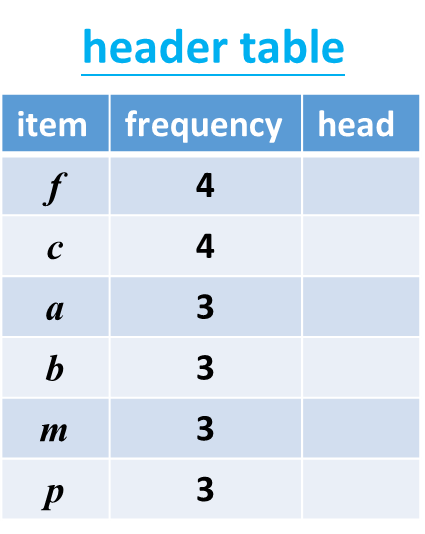 header table
item frequency head
f 4
c 4
a 3
b 3
m 3
p 3